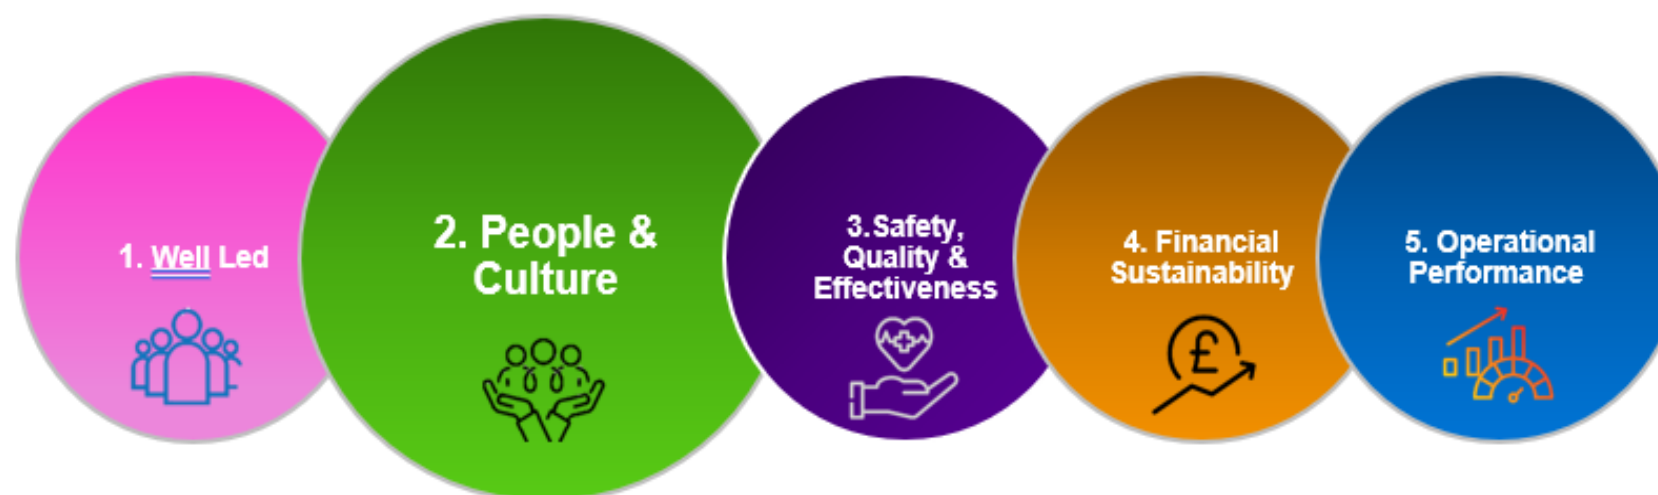 1. Well Led
2. People &
Culture
3.Safety,
Quality &
Effectiveness
4. Financial
Sustainability
5. Operational
Performance
£